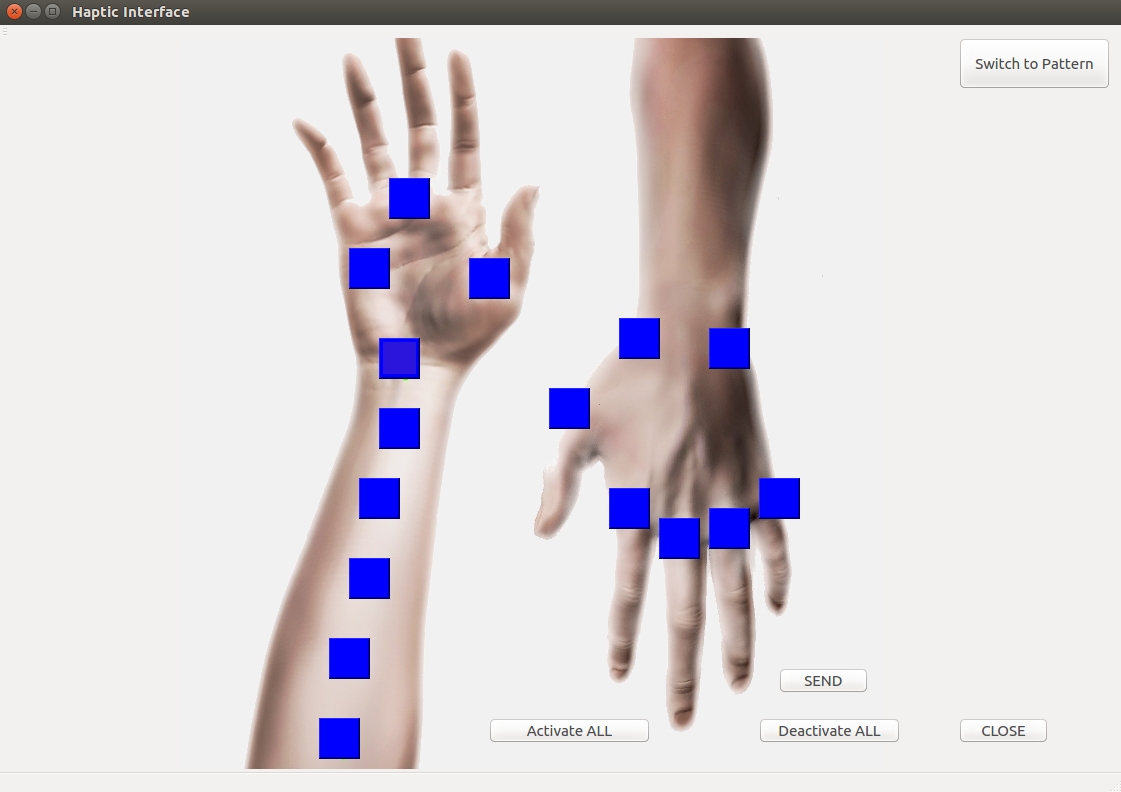 Haptic Interface
Switch to Pattern
SEND
Activate ALL
Deactivate ALL
CLOSE